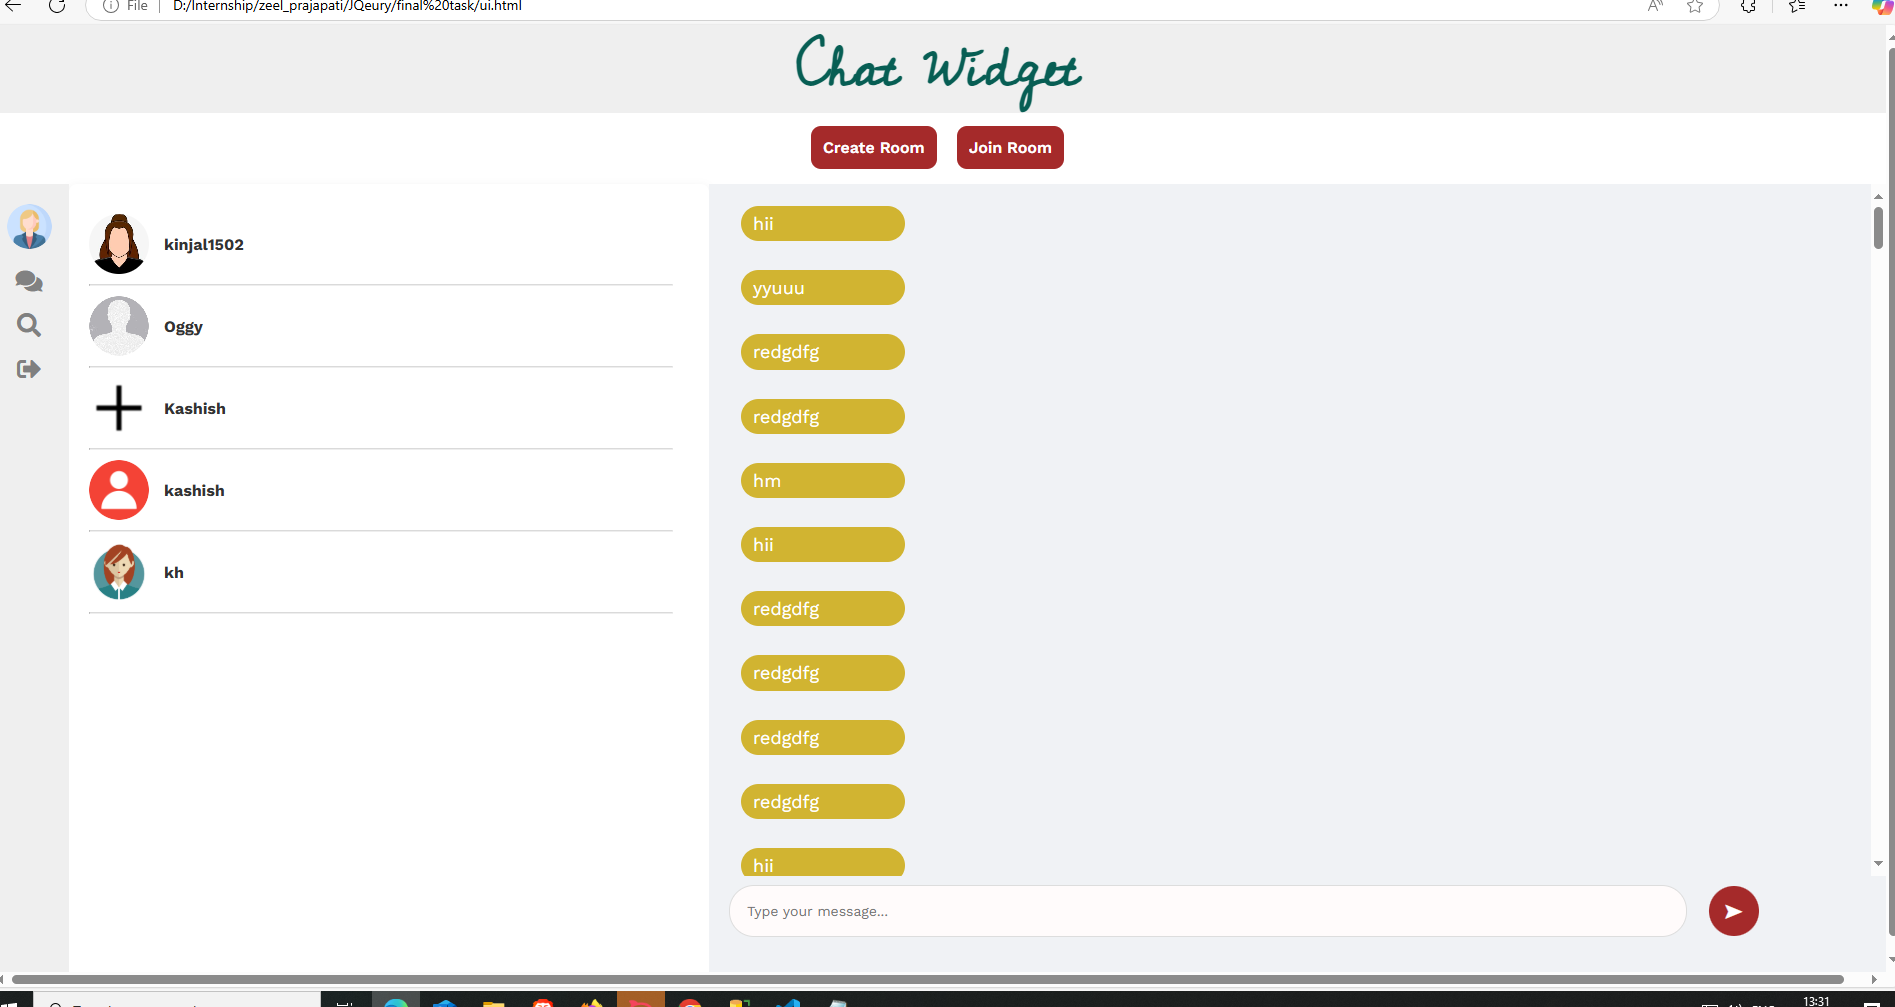 File
D:/Internship/zeel_prajapati/JQeury/final%20task/ui.html
Chat Widget
Create Room
Join Room
kinjal1502
Oggy
Kashish
kashish
kh
hii
yyuuu
redgdfg
redgdfg
hm
hii
redgdfg
redgdfg
redgdfg
redgdfg
hii
Type your message...
13:31